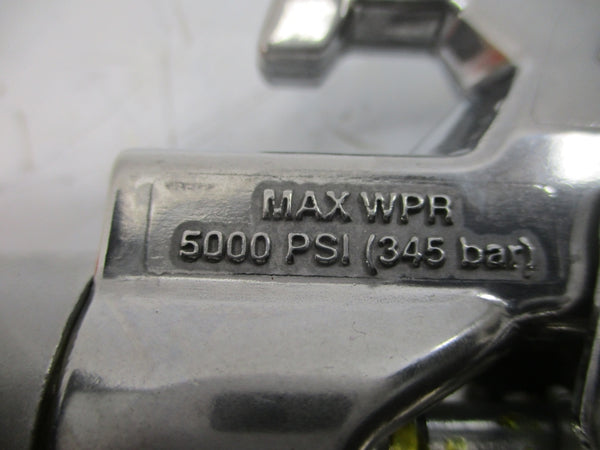 MAX WPR
5000 PSI (345 bar)